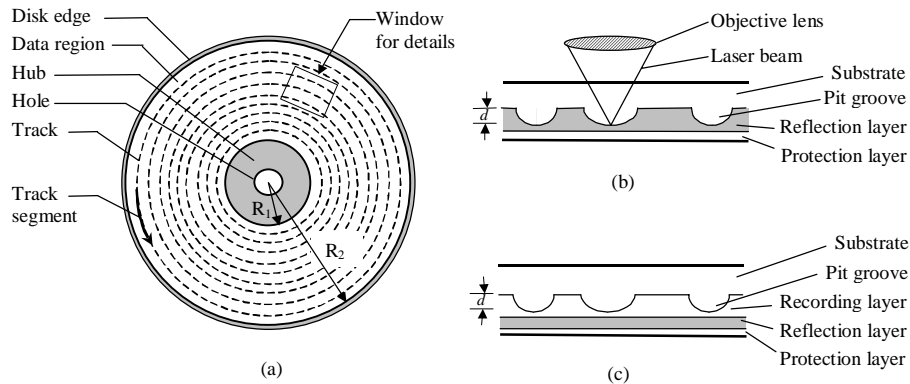 Disk edge
Data region
Hub
Hole
Track
Track
segment
Window
for details
R1
R2
(a)
Objective lens
Laser beam
Substrate
Pit groove
Reflection layer
Protection layer
d
(b)
Substrate
Pit groove
Recording layer
Reflection layer
Protection layer
d
(c)